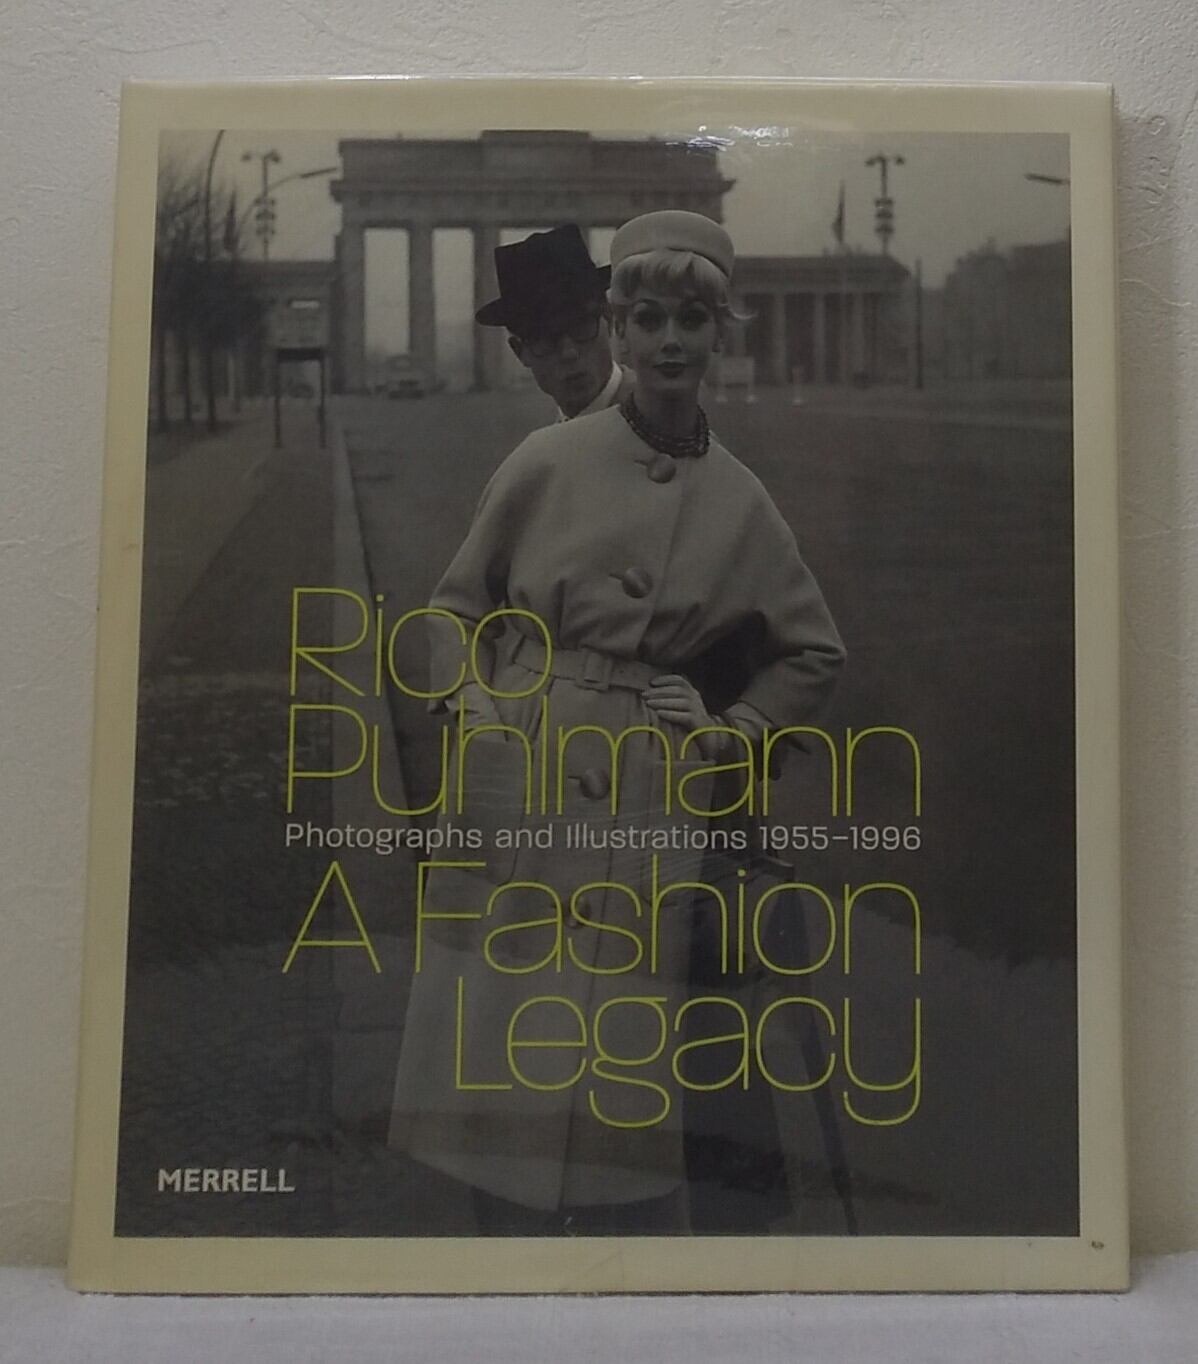 Rico
Puhlmann
Photographs and Illustrations 1955–1996
A Fashion
Legacy
MERRELL